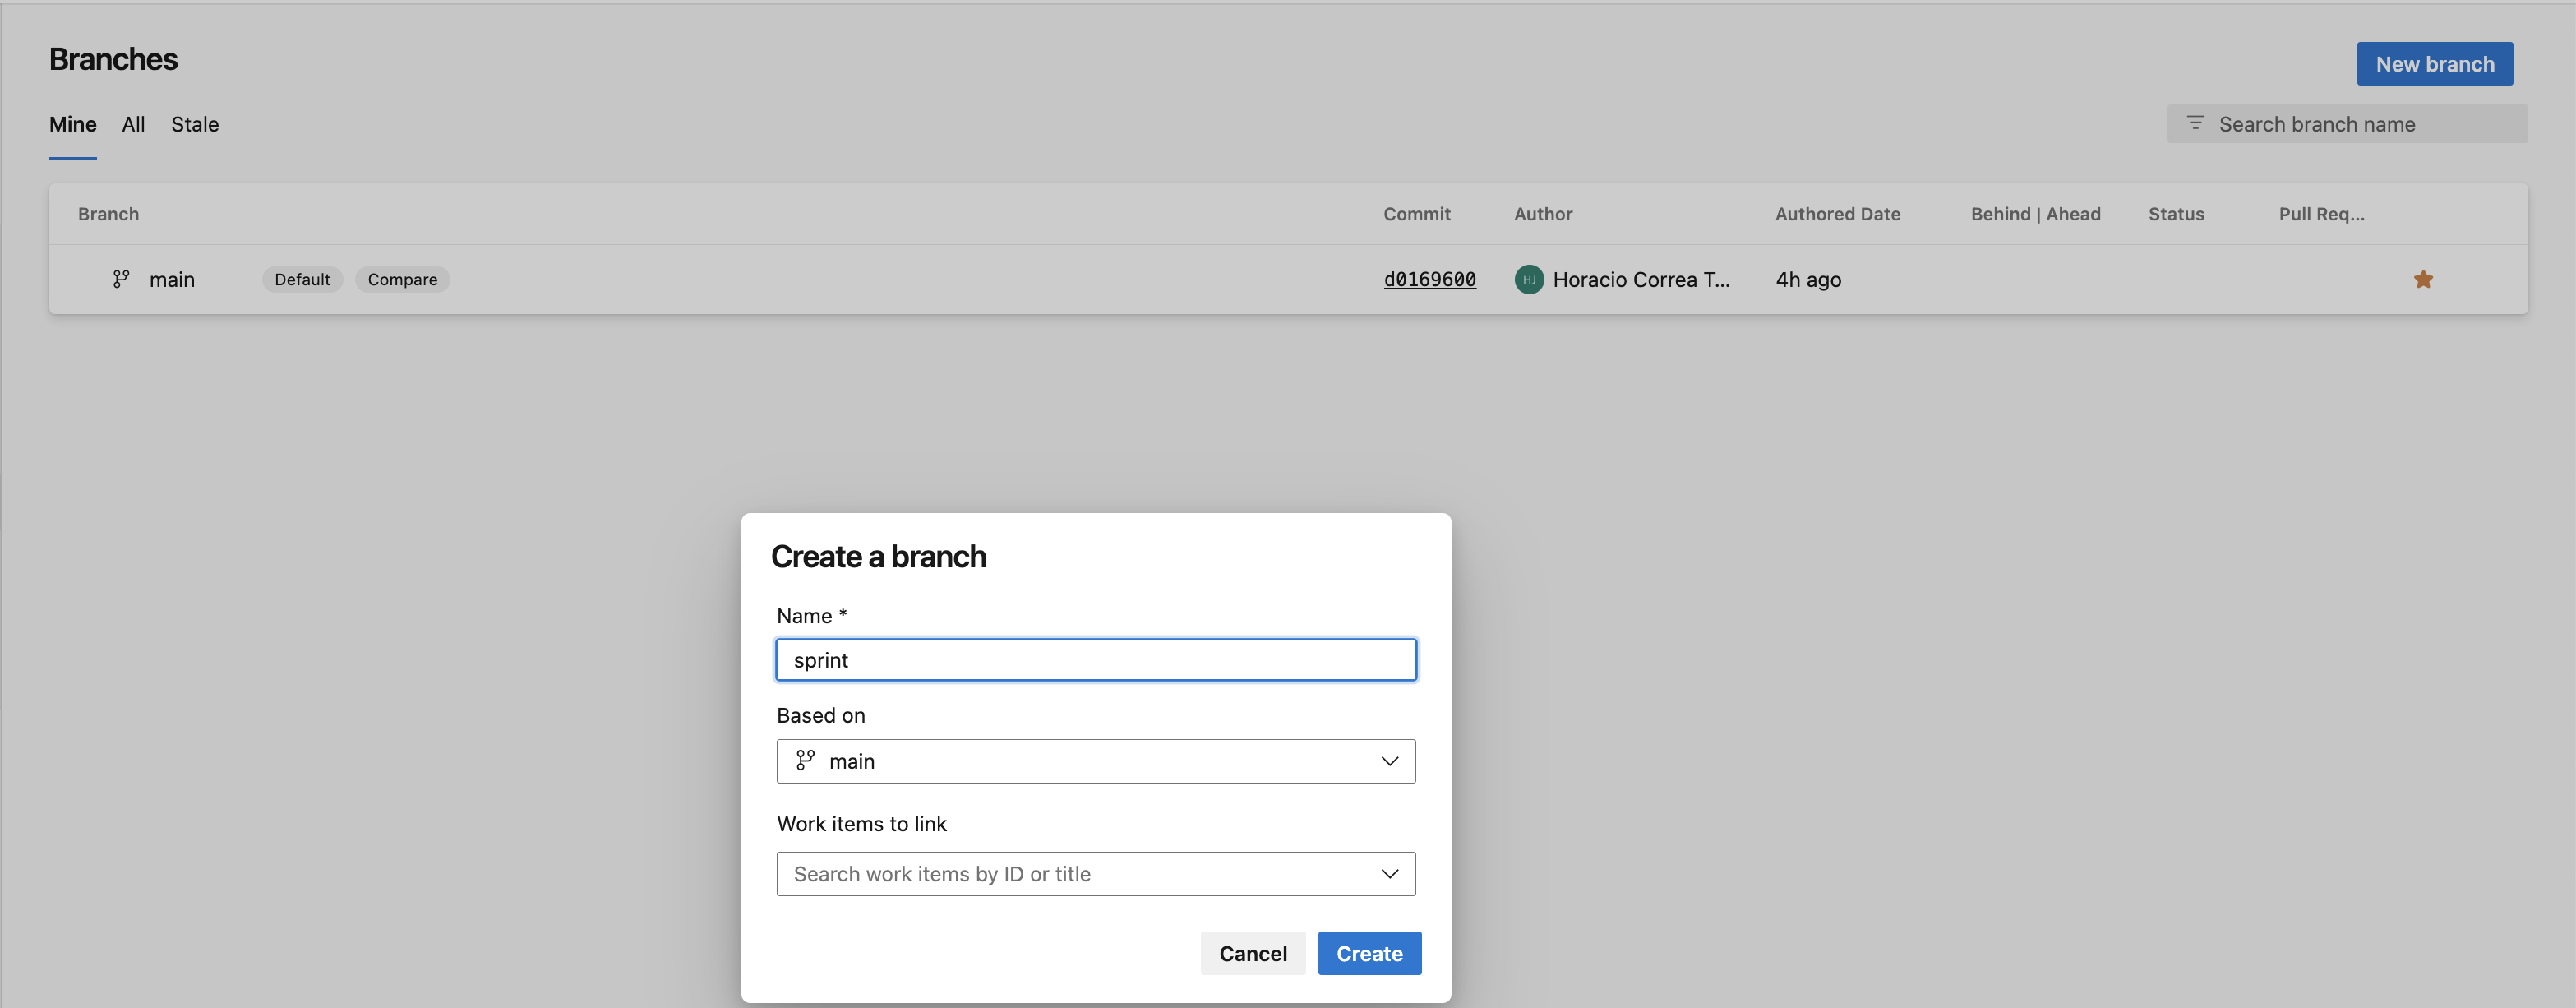 Branches
New branch
Mine All Stale
Search branch name
Branch Commit Author Authored Date Behind | Ahead Status Pull Req...
main Default Compare d0169600 HJ Horacio Correa T... 4h ago
Create a branch
Name *
sprint
Based on
main
Work items to link
Search work items by ID or title
Cancel Create